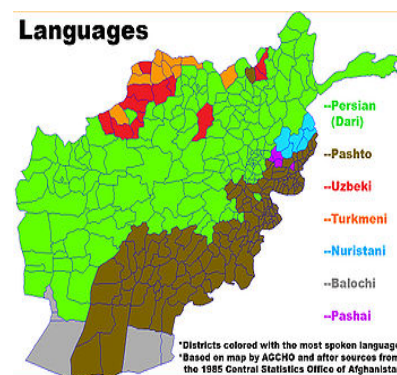 Languages
--Persian
(Dari)
--Pashto
--Uzbeki
--Turkmeni
--Nuristani
--Balochi
--Pashai
*Districts colored with the most spoken language
*Based on map by AGCHO and after sources from
the 1985 Central Statistics Office of Afghanista